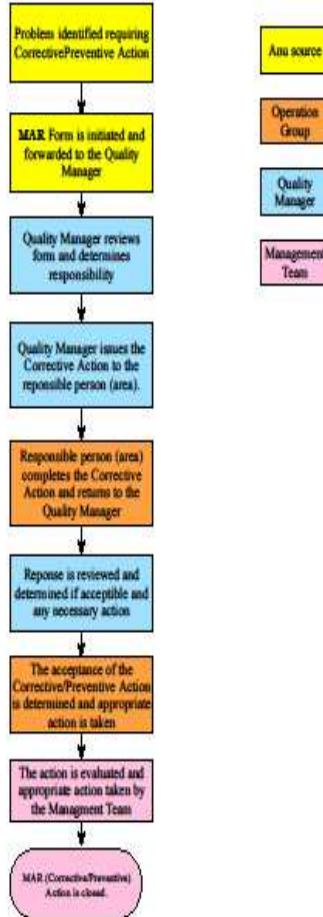 Problem identified requiring
CorrectivePreventive Action
MAR Form is initiated and
forwarded to the Quality
Manager
Quality Manager reviews
form and determines
responsibility
Quality Manager issues the
Corrective Action to the
reponsible person (area).
Responsible person (area)
completes the Corrective
Action and returns to the
Quality Manager
Reponse is reviewed and
determined if acceptible and
any necessary action
The acceptance of the
Corrective/Preventive Action
is determined and appropriate
action is taken
The action is evaluated and
appropriate action taken by
the Managment Team
MAR (Corrective/Preventive)
Action is closed.
Anu source
Operation
Group
Quality
Manager
Management
Team